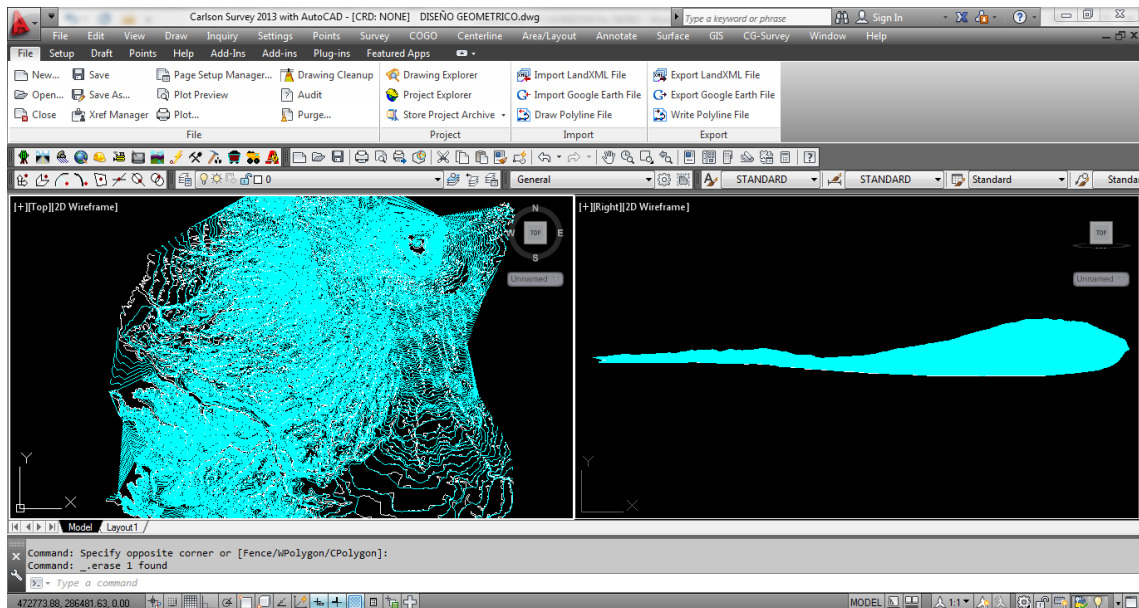 Carlson Survey 2013 with AutoCAD - [CRD: NONE] DISEÑO GEOMETRICO.dwg Type a keyword or phrase Sign In
File Edit View Draw Inquiry Settings Points Survey COGO Centerline Area/Layout Annotate Surface GIS CG-Survey Window Help
File Setup Draft Points Help Add-Ins Add-ins Plug-ins Featured Apps
New... Save Page Setup Manager... Drawing Cleanup Drawing Explorer Import LandXML File Export LandXML File
Open... Save As... Plot Preview Audit Project Explorer Import Google Earth File Export Google Earth File
Close Xref Manager Plot... Purge... Store Project Archive Draw Polyline File Write Polyline File
File Project Import Export
0 General STANDARD STANDARD Standard Standa
[+][Top][2D Wireframe] [+][Right][2D Wireframe]
N
W TOP E TOP
S
Unnamed Unnamed
Y Y
X X
Model Layout1
Command: Specify opposite corner or [Fence/WPolygon/CPolygon]:
Command: _.erase 1 found
Type a command
472773.88, 286481.63, 0.00 MODEL 1:1